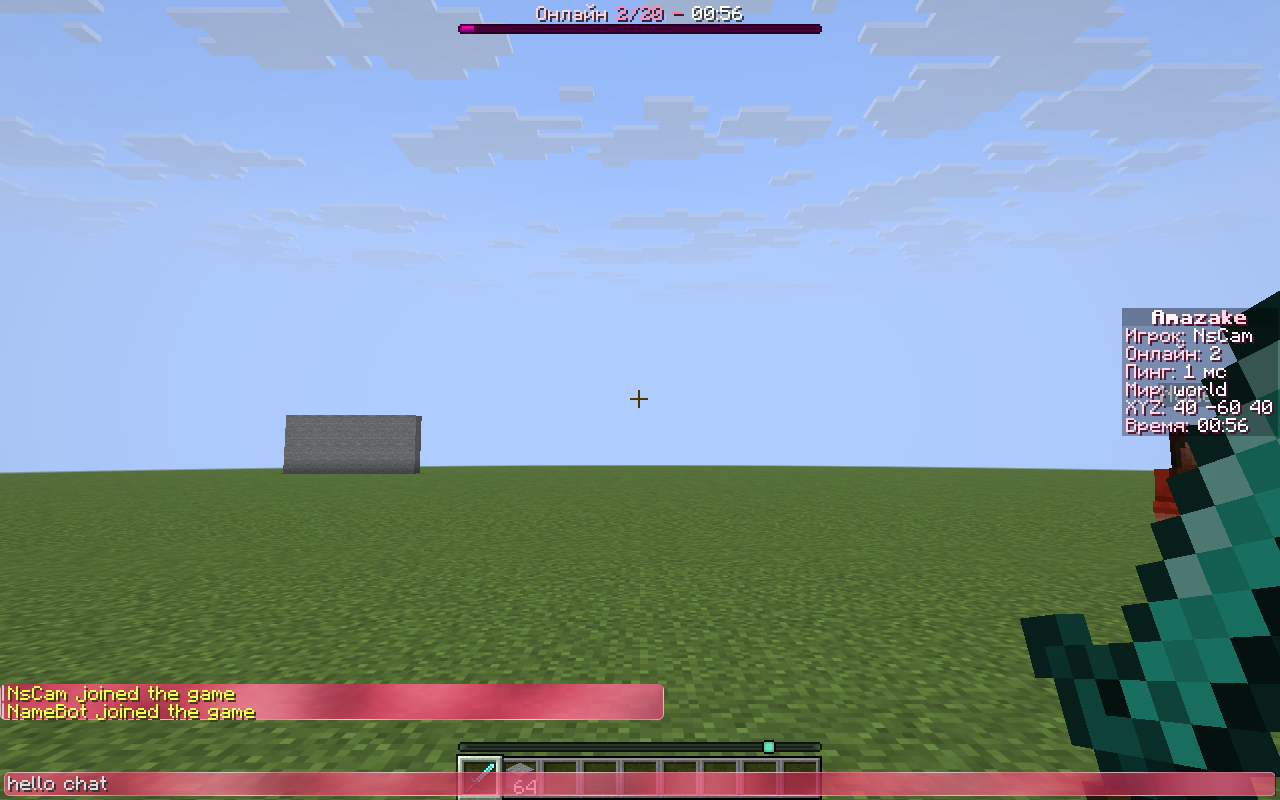 Онлайн 2/20 - 00:56
Amazake
Игрок: NsCam
Онлайн: 2
Пинг: 1 мс
Мир: world
XYZ: 40 -60 40
Время: 00:56
NsCam joined the game
NameBot joined the game
64
hello chat